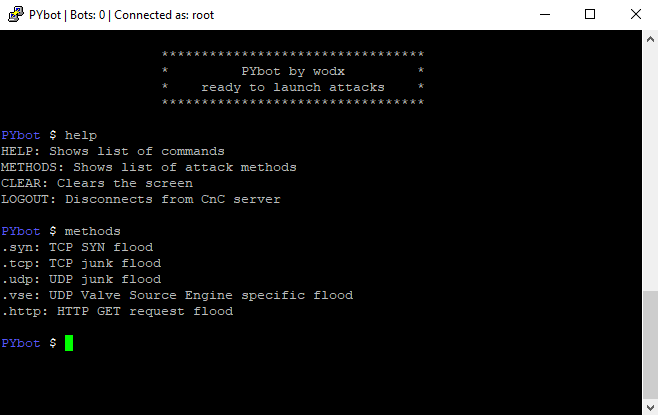 PYbot | Bots: 0 | Connected as: root
*********************************
* PYbot by wodx *
* ready to launch attacks *
*********************************
PYbot $ help
HELP: Shows list of commands
METHODS: Shows list of attack methods
CLEAR: Clears the screen
LOGOUT: Disconnects from CnC server
PYbot $ methods
.syn: TCP SYN flood
.tcp: TCP junk flood
.udp: UDP junk flood
.vse: UDP Valve Source Engine specific flood
.http: HTTP GET request flood
PYbot $